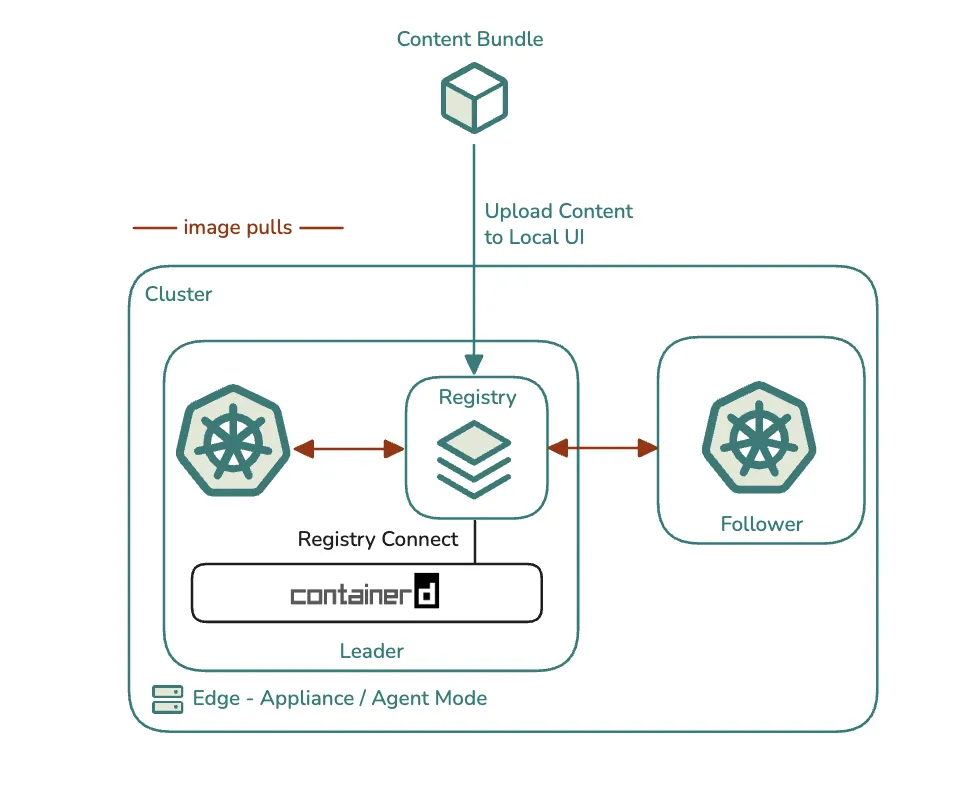 Content Bundle
Upload Content
to Local UI
image pulls
Cluster
Registry
Registry Connect
containerd
Leader
Follower
Edge - Appliance / Agent Mode